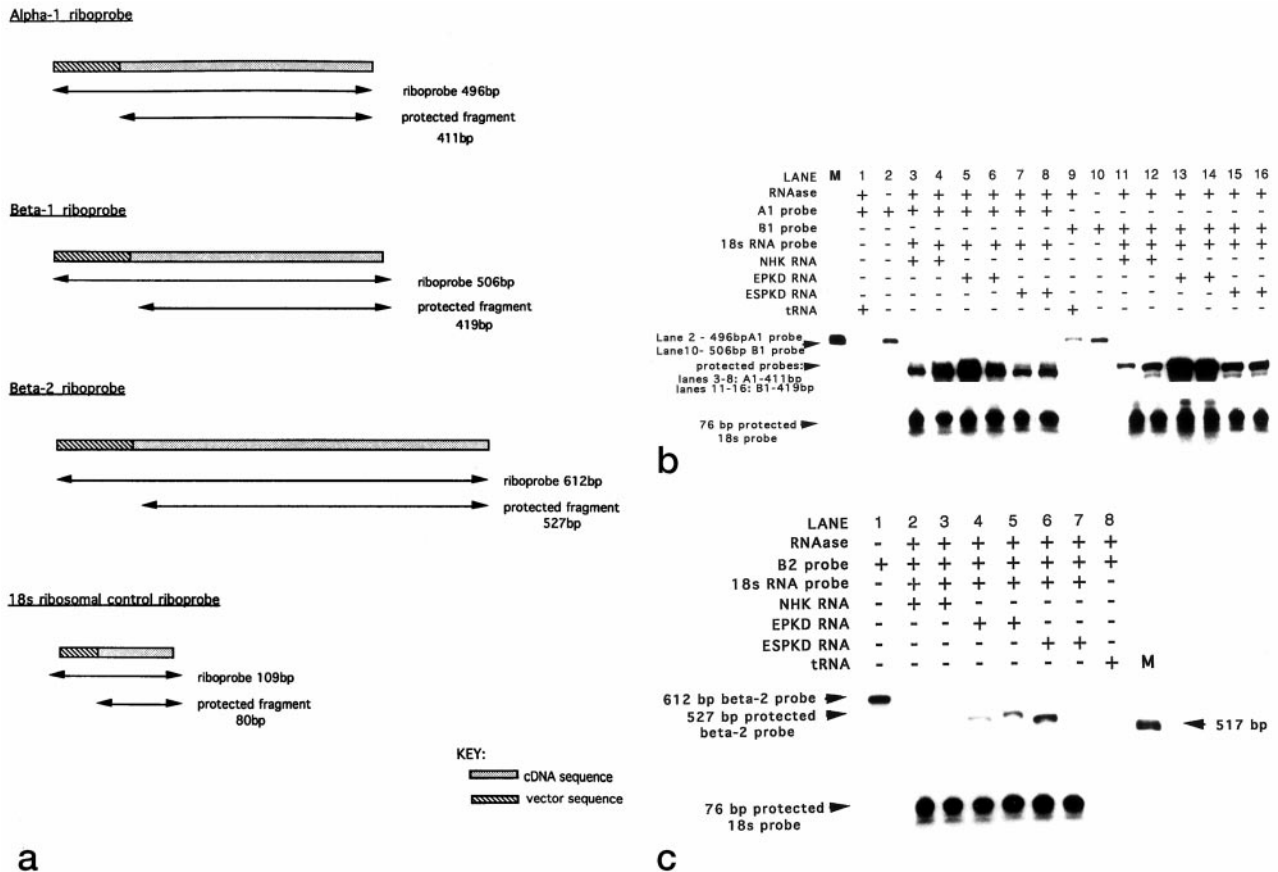 Alpha-1 riboprobe
riboprobe 496bp
protected fragment
411bp
Beta-1 riboprobe
riboprobe 506bp
protected fragment
419bp
Beta-2 riboprobe
riboprobe 612bp
protected fragment
527bp
18s ribosomal control riboprobe
riboprobe 109bp
protected fragment
80bp
KEY:
cDNA sequence
vector sequence
a
LANE M 1 2 3 4 5 6 7 8 9 10 11 12 13 14 15 16
RNAase + - + + + + + + + - + + + + + +
A1 probe + + + + + + + + - - - - - - - -
B1 probe - - - - - - - - + + + + + + + +
18s RNA probe - - + + + + + + - - + + + + + +
NHK RNA - - + + - - - - - - + + - - - -
EPKD RNA - - - - + + - - - - - - + + - -
ESPKD RNA - - - - - - + + - - - - - - + +
tRNA + - - - - - - - + - - - - - - -
Lane 2 - 496bpA1 probe
Lane10- 506bp B1 probe
protected probes:
lanes 3-8: A1-411bp
lanes 11-16: B1-419bp
76 bp protected
18s probe
b
LANE 1 2 3 4 5 6 7 8
RNAase - + + + + + + +
B2 probe + + + + + + + +
18s RNA probe - + + + + + + -
NHK RNA - + + - - - - -
EPKD RNA - - - + + - - -
ESPKD RNA - - - - - + + -
tRNA - - - - - - - + M
612 bp beta-2 probe
527 bp protected
beta-2 probe
517 bp
76 bp protected
18s probe
c